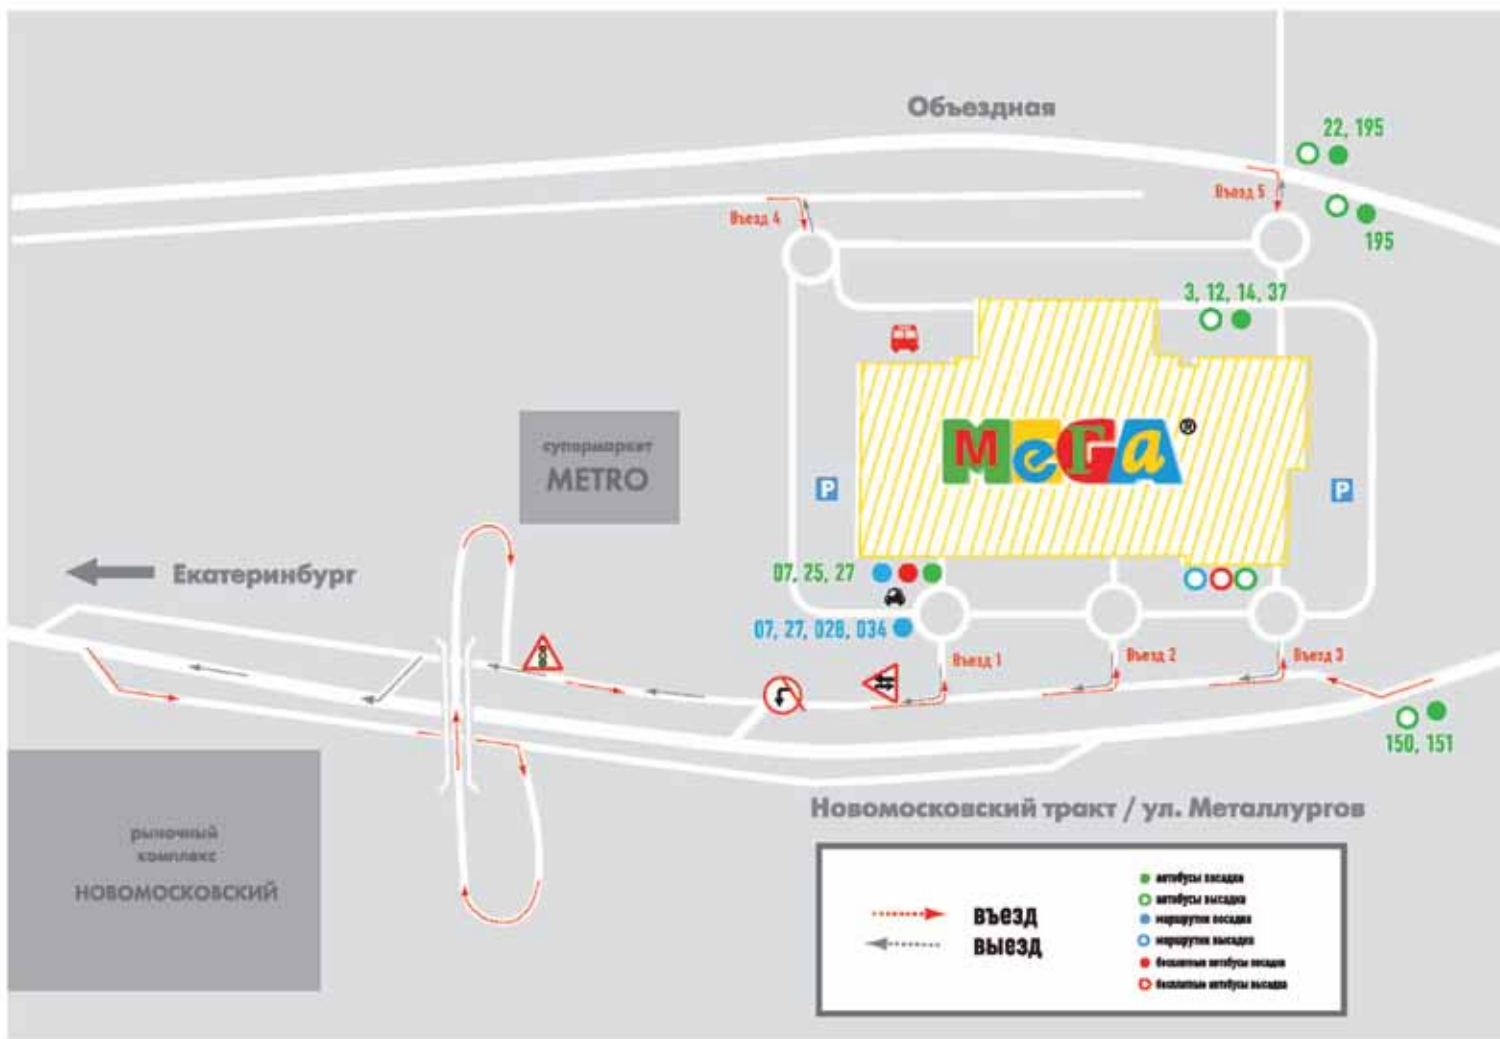 Объездная
22, 195
Въезд 5
Въезд 4
195
3, 12, 14, 37
МЕГА®
супермаркет
METRO
P
P
Екатеринбург
07, 25, 27
07, 27, 028, 034
Въезд 1
Въезд 2
Въезд 3
150, 151
Новомосковский тракт / ул. Металлургов
рыночный
комплекс
НОВОМОСКОВСКИЙ
въезд
выезд
автобусы посадка
автобусы высадка
маршрутки посадка
маршрутки высадка
бесплатные автобусы посадка
бесплатные автобусы высадка